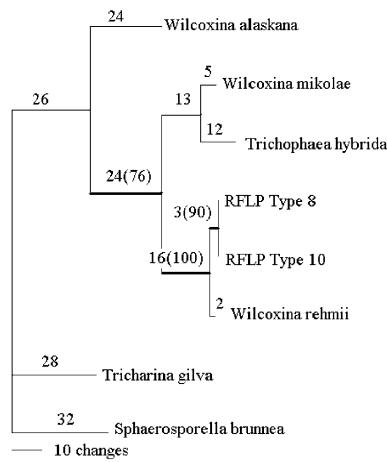 24
Wilcoxina alaskana
5
26
Wilcoxina mikolae
13
12
Trichophaea hybrida
24(76)
RFLP Type 8
3(90)
16(100)
RFLP Type 10
2
Wilcoxina rehmii
28
Tricharina gilva
32
Sphaerosporella brunnea
10 changes